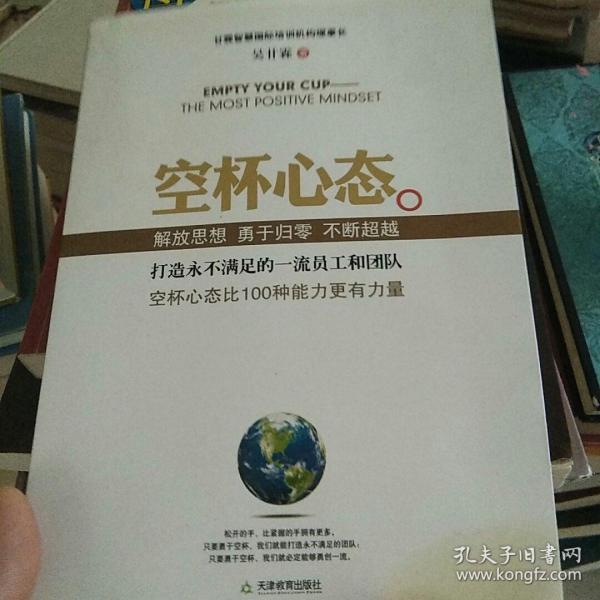 甘霖智慧国际培训机构理事长
吴甘霖 著
EMPTY YOUR CUP——
THE MOST POSITIVE MINDSET
空杯心态
解放思想 勇于归零 不断超越
打造永不满足的一流员工和团队
空杯心态比100种能力更有力量
松开的手，比紧握的手拥有更多。
只要勇于空杯，我们就能打造永不满足的团队；
只要勇于空杯，我们就必定能够勇创一流。
天津教育出版社
孔夫子旧书网
www.kongfz.com